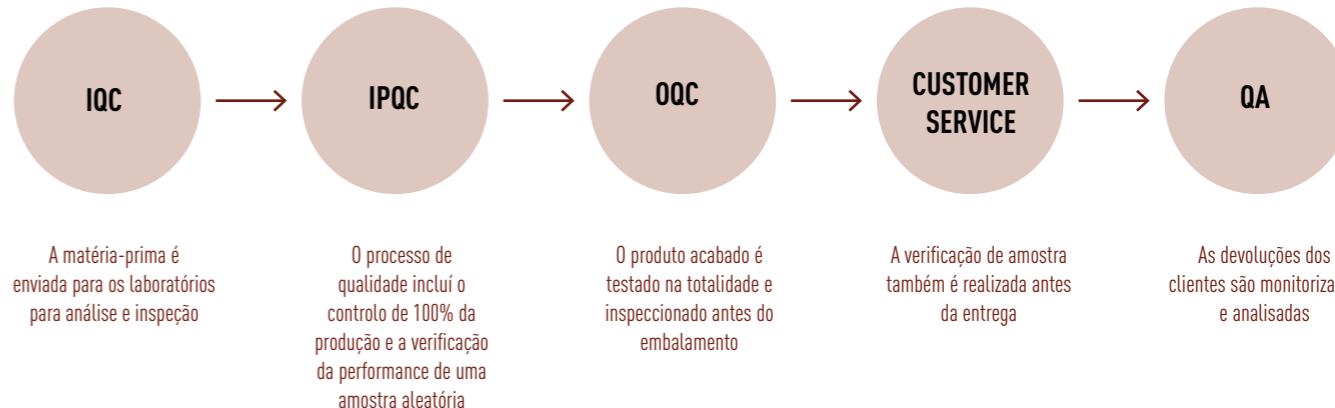 IQC
A matéria-prima é
enviada para os laboratórios
para análise e inspeção
IPQC
O processo de
qualidade incluí o
controlo de 100% da
produção e a verificação
da performance de uma
amostra aleatória
OQC
O produto acabado é
testado na totalidade e
inspeccionado antes do
embalamento
CUSTOMER
SERVICE
A verificação de amostra
também é realizada antes
da entrega
QA
As devoluções dos
clientes são monitoriza
e analisadas